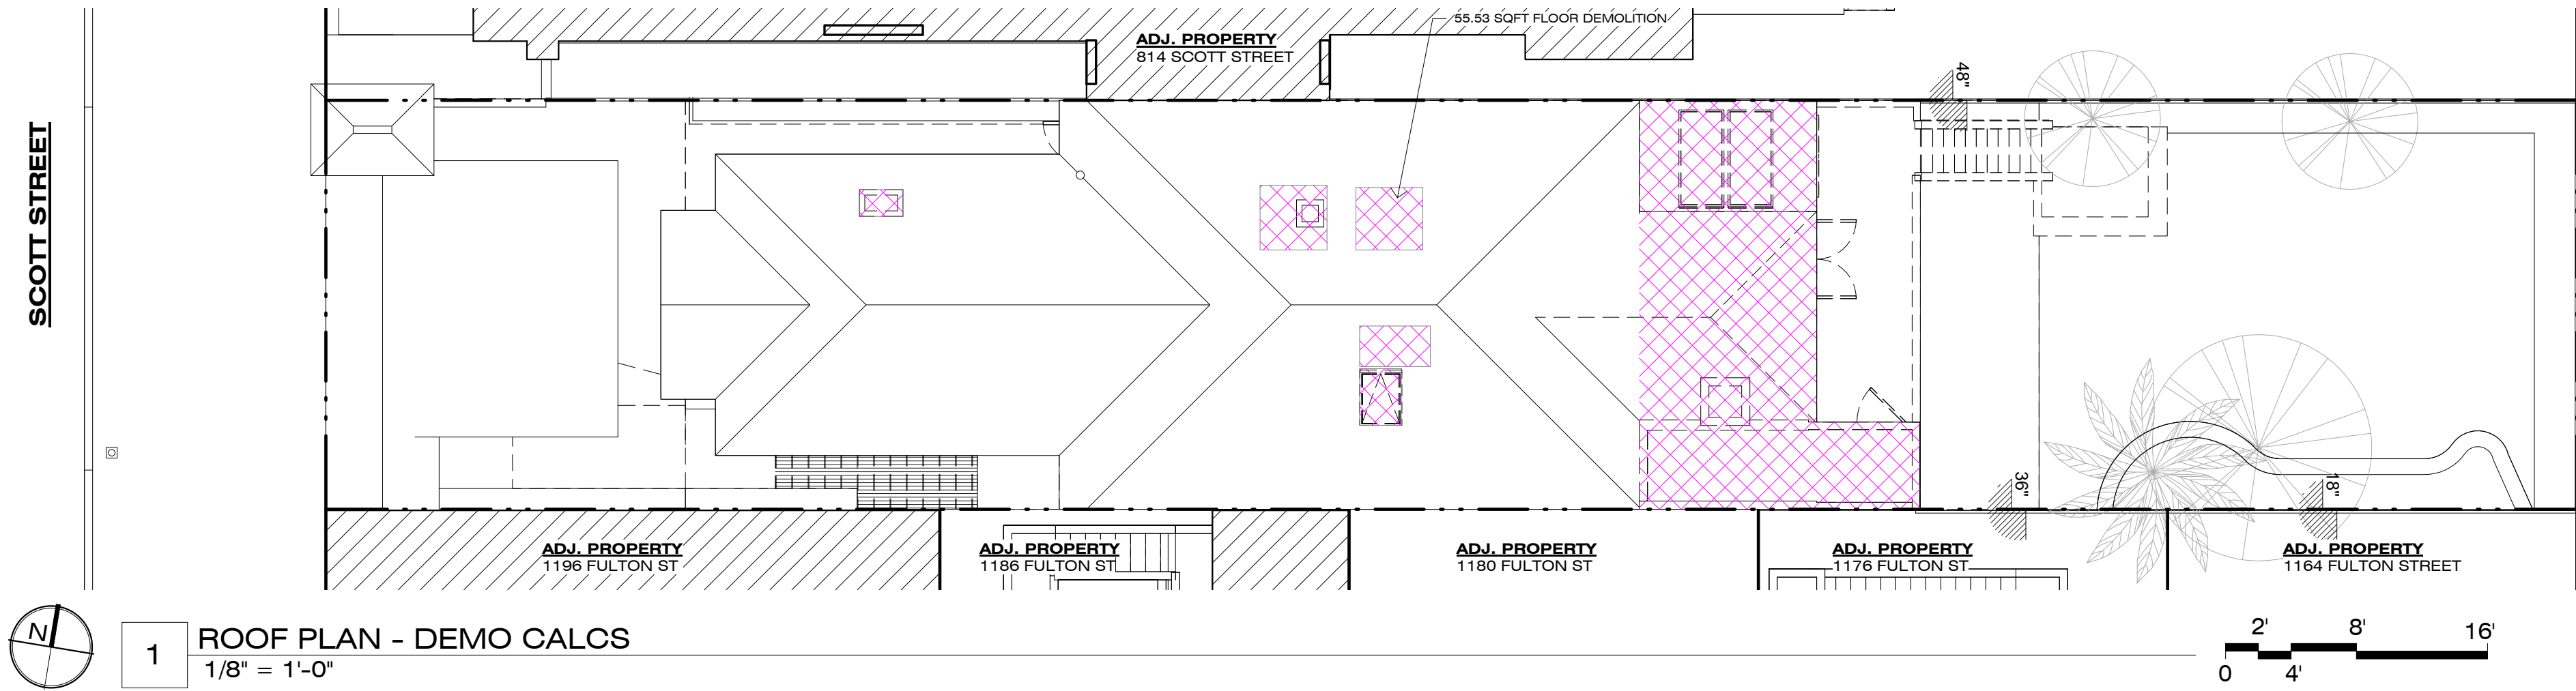 55.53 SQFT FLOOR DEMOLITION
ADJ. PROPERTY
814 SCOTT STREET
48"
SCOTT STREET
36"
18"
ADJ. PROPERTY
1196 FULTON ST
ADJ. PROPERTY
1186 FULTON ST
ADJ. PROPERTY
1180 FULTON ST
ADJ. PROPERTY
1176 FULTON ST
ADJ. PROPERTY
1164 FULTON STREET
N
1
ROOF PLAN - DEMO CALCS
1/8" = 1'-0"
2' 8' 16'
0 4'